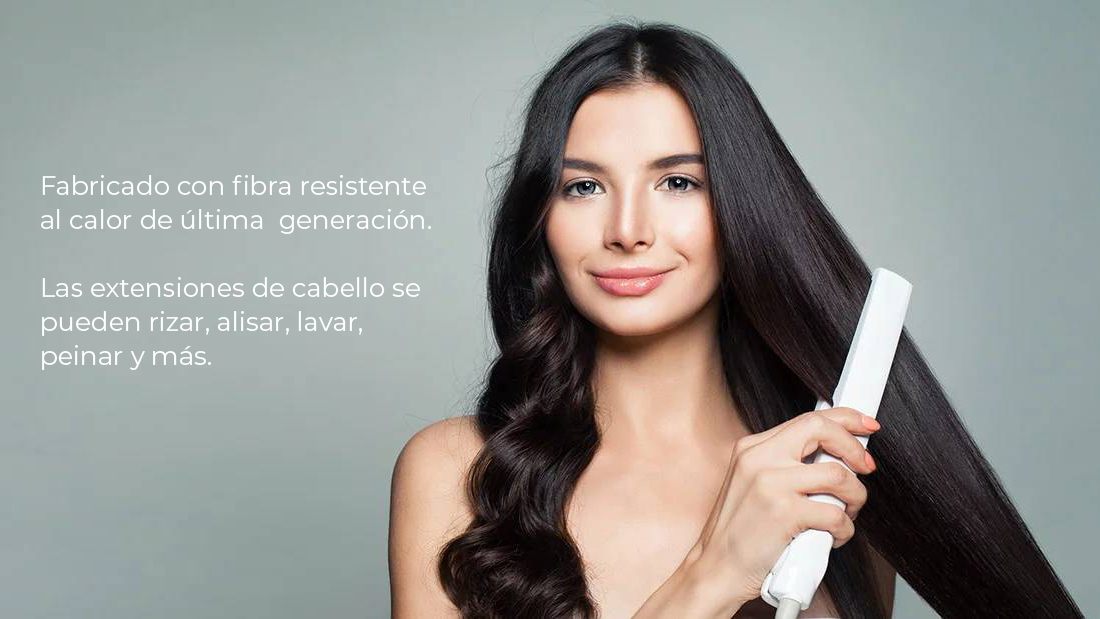 Fabricado con fibra resistente
al calor de última  generación.
Las extensiones de cabello se
pueden rizar, alisar, lavar,
peinar y más.